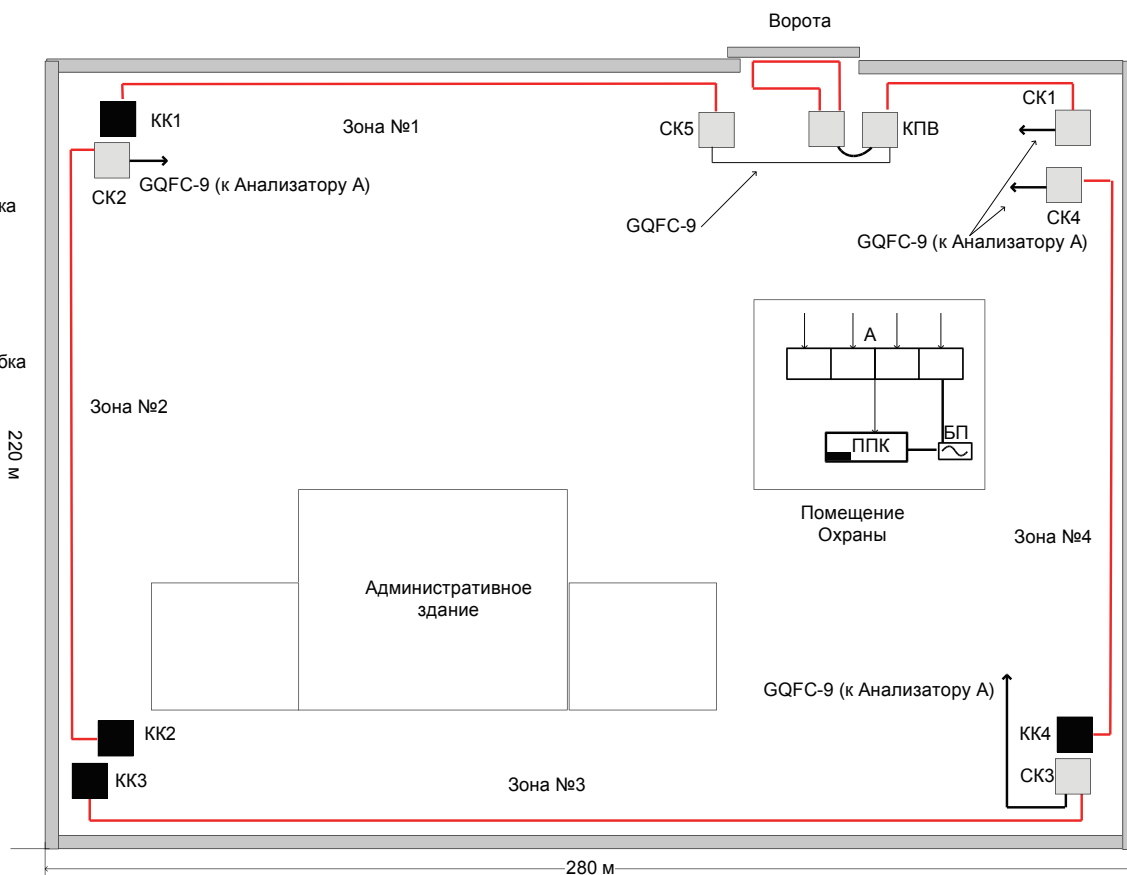 Ворота
КК1
Зона №1
СК5
КПВ
СК1
СК2
GQFC-9 (к Анализатору А)
ка
GQFC-9
СК4
GQFC-9 (к Анализатору А)
А
бка
Зона №2
220 м
ППК
БП
Помещение
Охраны
Зона №4
Административное
здание
GQFC-9 (к Анализатору А)
КК2
КК4
КК3
Зона №3
СК3
280 м